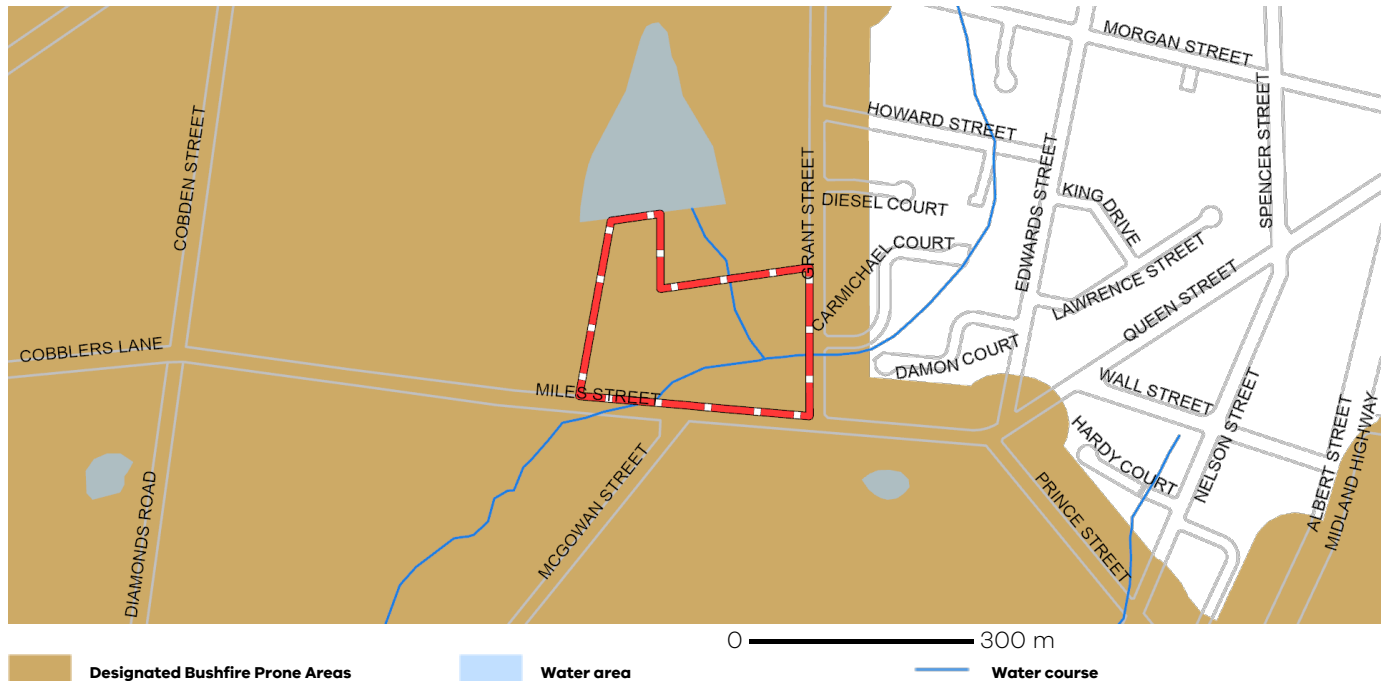 MORGAN STREET
SPENCER STREET
HOWARD STREET
COBDEN STREET
EDWARDS STREET
GRANT STREET
DIESEL COURT
KING DRIVE
CARMICHAEL COURT
LAWRENCE STREET
QUEEN STREET
COBBLERS LANE
DAMON COURT
WALL STREET
MILES STREET
NELSON STREET
HARDY COURT
ALBERT STREET
MIDLAND HIGHWAY
MCGOWAN STREET
PRINCE STREET
DIAMONDS ROAD
0 300 m
Designated Bushfire Prone Areas Water area Water course